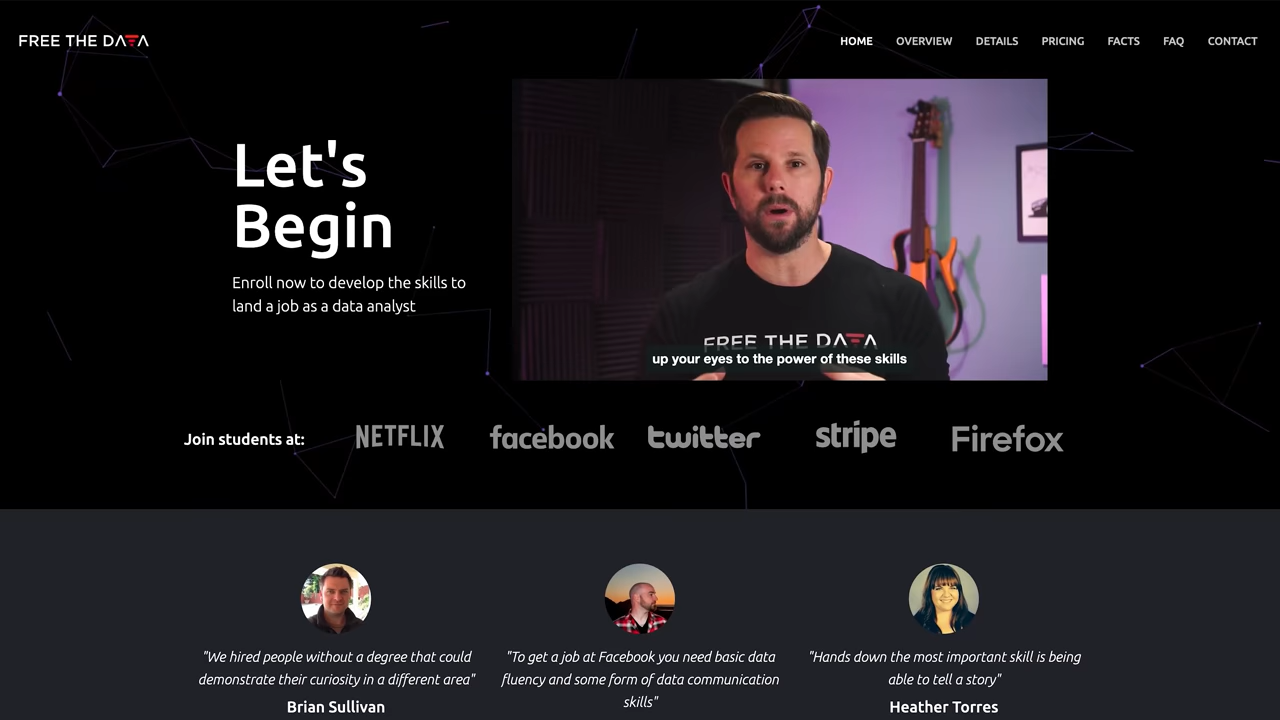 FREE THE DATA
HOME OVERVIEW DETAILS PRICING FACTS FAQ CONTACT
Let's
Begin
Enroll now to develop the skills to
land a job as a data analyst
FREE THE DATA
up your eyes to the power of these skills
Join students at: NETFLIX facebook twitter stripe Firefox
"We hired people without a degree that could
demonstrate their curiosity in a different area"
Brian Sullivan
"To get a job at Facebook you need basic data
fluency and some form of data communication
skills"
"Hands down the most important skill is being
able to tell a story"
Heather Torres